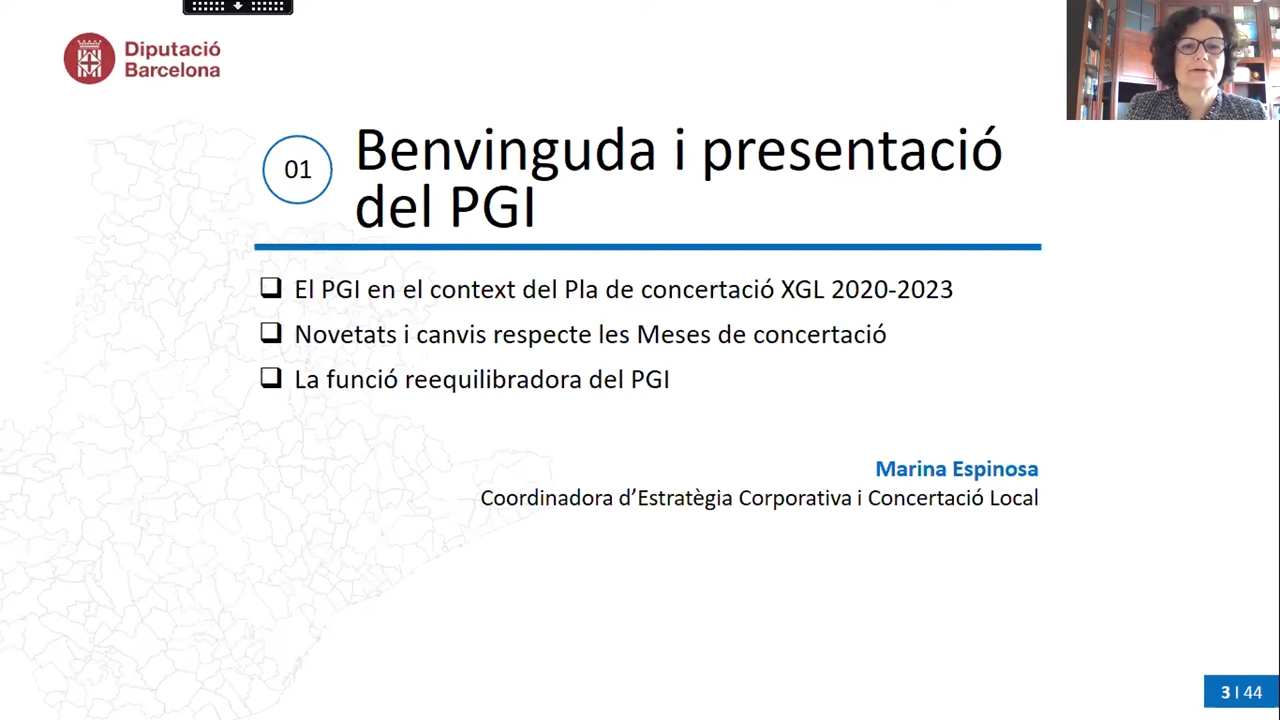 Diputació
Barcelona
01
Benvinguda i presentació
del PGI
❑ El PGI en el context del Pla de concertació XGL 2020-2023
❑ Novetats i canvis respecte les Meses de concertació
❑ La funció reequilibradora del PGI
Marina Espinosa
Coordinadora d’Estratègia Corporativa i Concertació Local
3 I 44